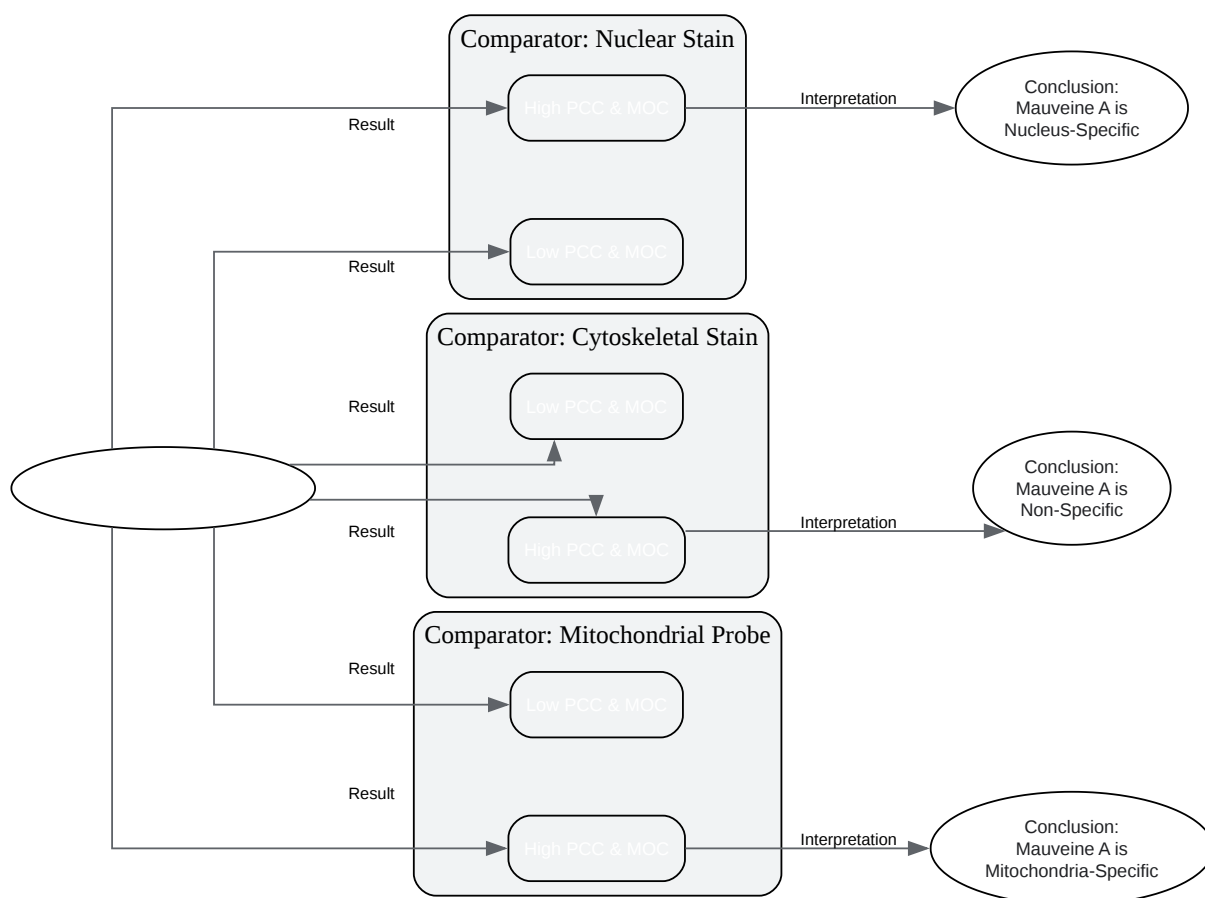 Comparator: Nuclear Stain
High PCC & MOC
Interpretation
Conclusion:
Mauveine A is
Nucleus-Specific
Result
Low PCC & MOC
Result
Comparator: Cytoskeletal Stain
Low PCC & MOC
Result
Conclusion:
Mauveine A is
Non-Specific
Result
High PCC & MOC
Interpretation
Comparator: Mitochondrial Probe
Result
Low PCC & MOC
Result
High PCC & MOC
Interpretation
Conclusion:
Mauveine A is
Mitochondria-Specific